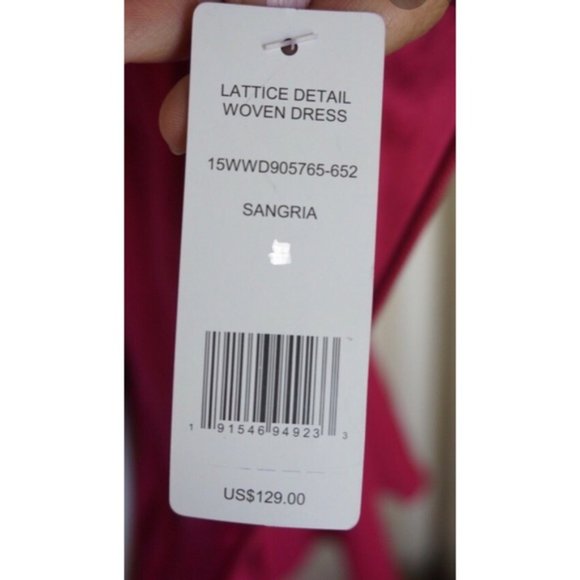 LATTICE DETAIL
WOVEN DRESS
15WWD905765-652
SANGRIA
1 91546 94923 3
US$129.00